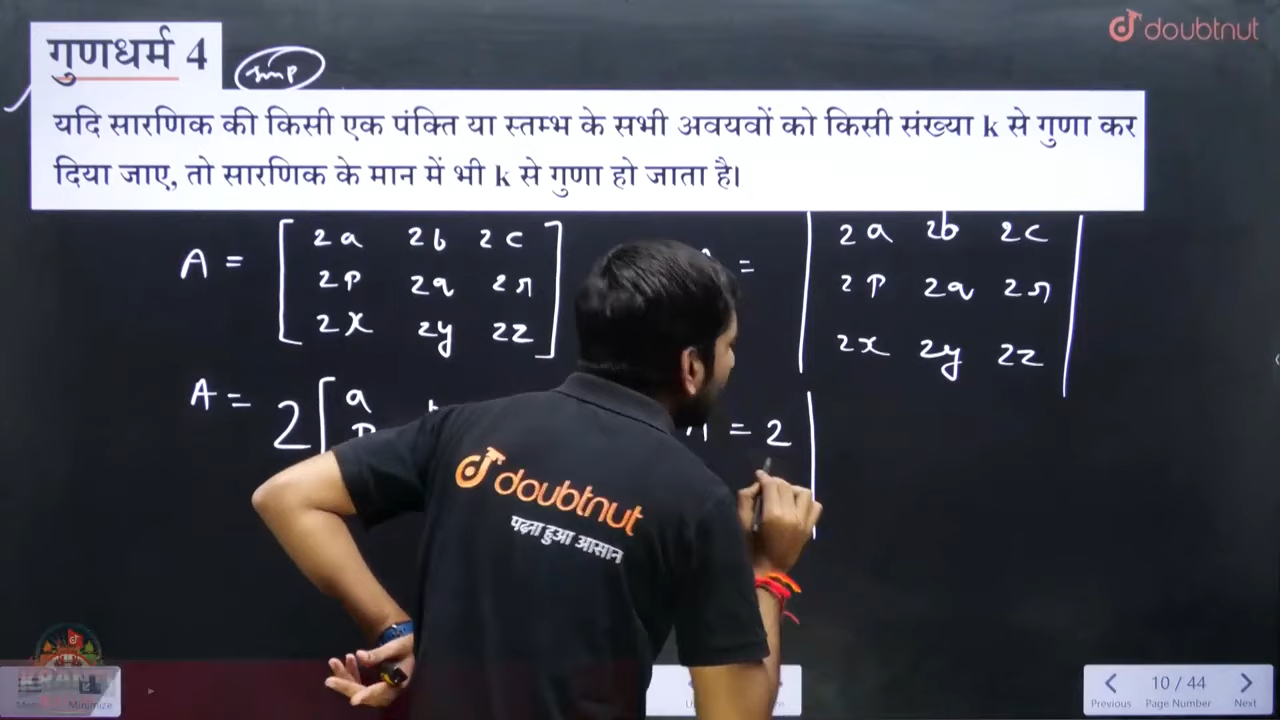 doubtnut
गुणधर्म 4
Imp
यदि सारणिक की किसी एक पंक्ति या स्तम्भ के सभी अवयवों को किसी संख्या k से गुणा कर
दिया जाए, तो सारणिक के मान में भी k से गुणा हो जाता है।
A = [ 2a 2b 2c
2p 2q 2r
2x 2y 2z ]
= | 2a 2b 2c
2p 2q 2r
2x 2y 2z |
A = 2 [ a
p
= 2 |
doubtnut
पढ़ना हुआ आसान
Minimize
10 / 44
Previous Page Number Next